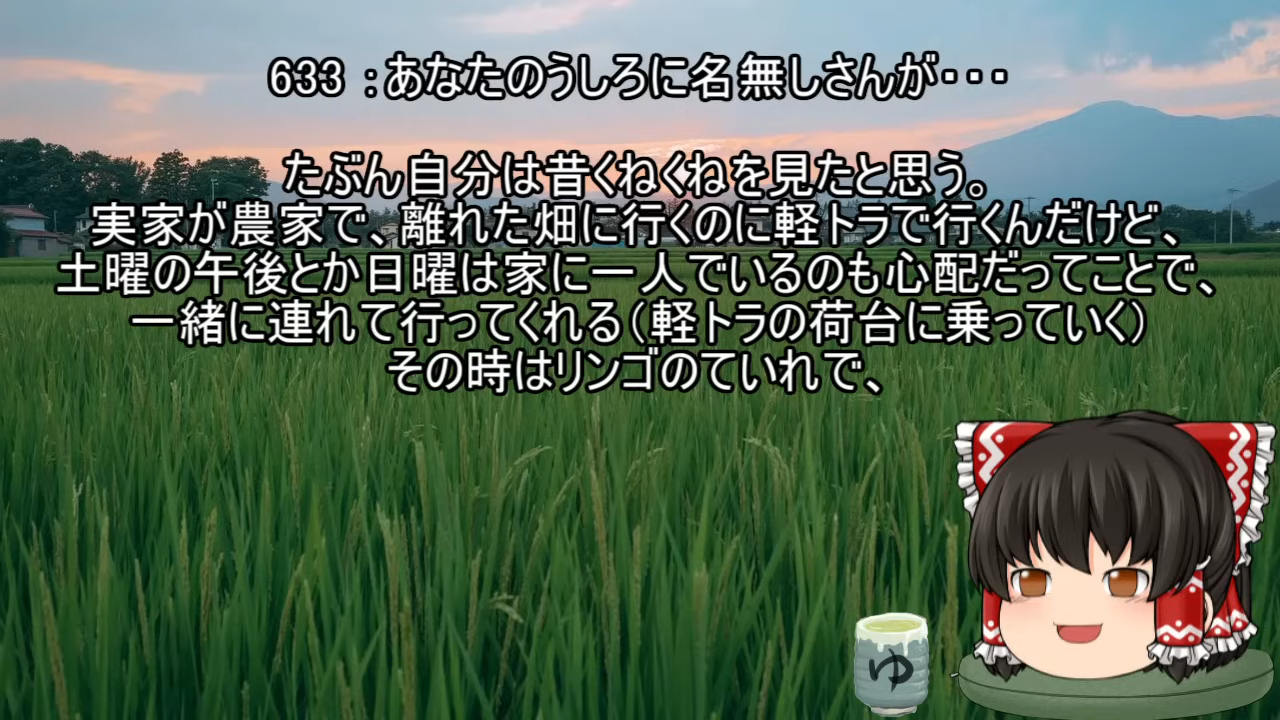 633 :あなたのうしろに名無しさんが・・・
たぶん自分は昔くねくねを見たと思う。
実家が農家で、離れた畑に行くのに軽トラで行くんだけど、
土曜の午後とか日曜は家に一人でいるのも心配だってことで、
一緒に連れて行ってくれる(軽トラの荷台に乗っていく)
その時はリンゴのていれで、
ゆ